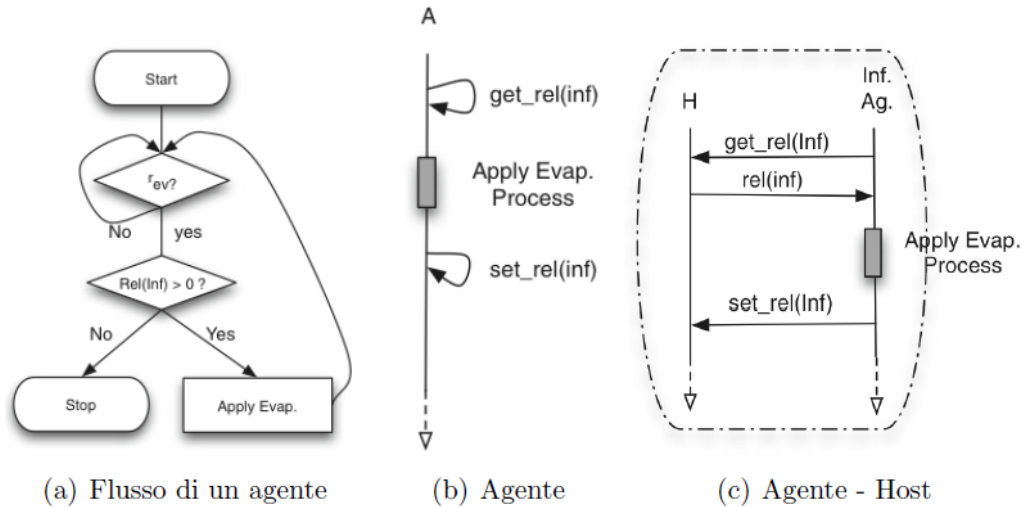 Start
r_ev?
No
yes
Rel(Inf) > 0 ?
No
Yes
Stop
Apply Evap.
(a) Flusso di un agente
A
get_rel(inf)
Apply Evap.
Process
set_rel(inf)
(b) Agente
H
Inf.
Ag.
get_rel(Inf)
rel(inf)
Apply Evap.
Process
set_rel(Inf)
(c) Agente - Host